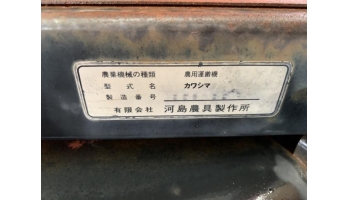 農業機械の種類 農用運搬機
型式名 カワシマ
製造番号
有限会社 河島農具製作所